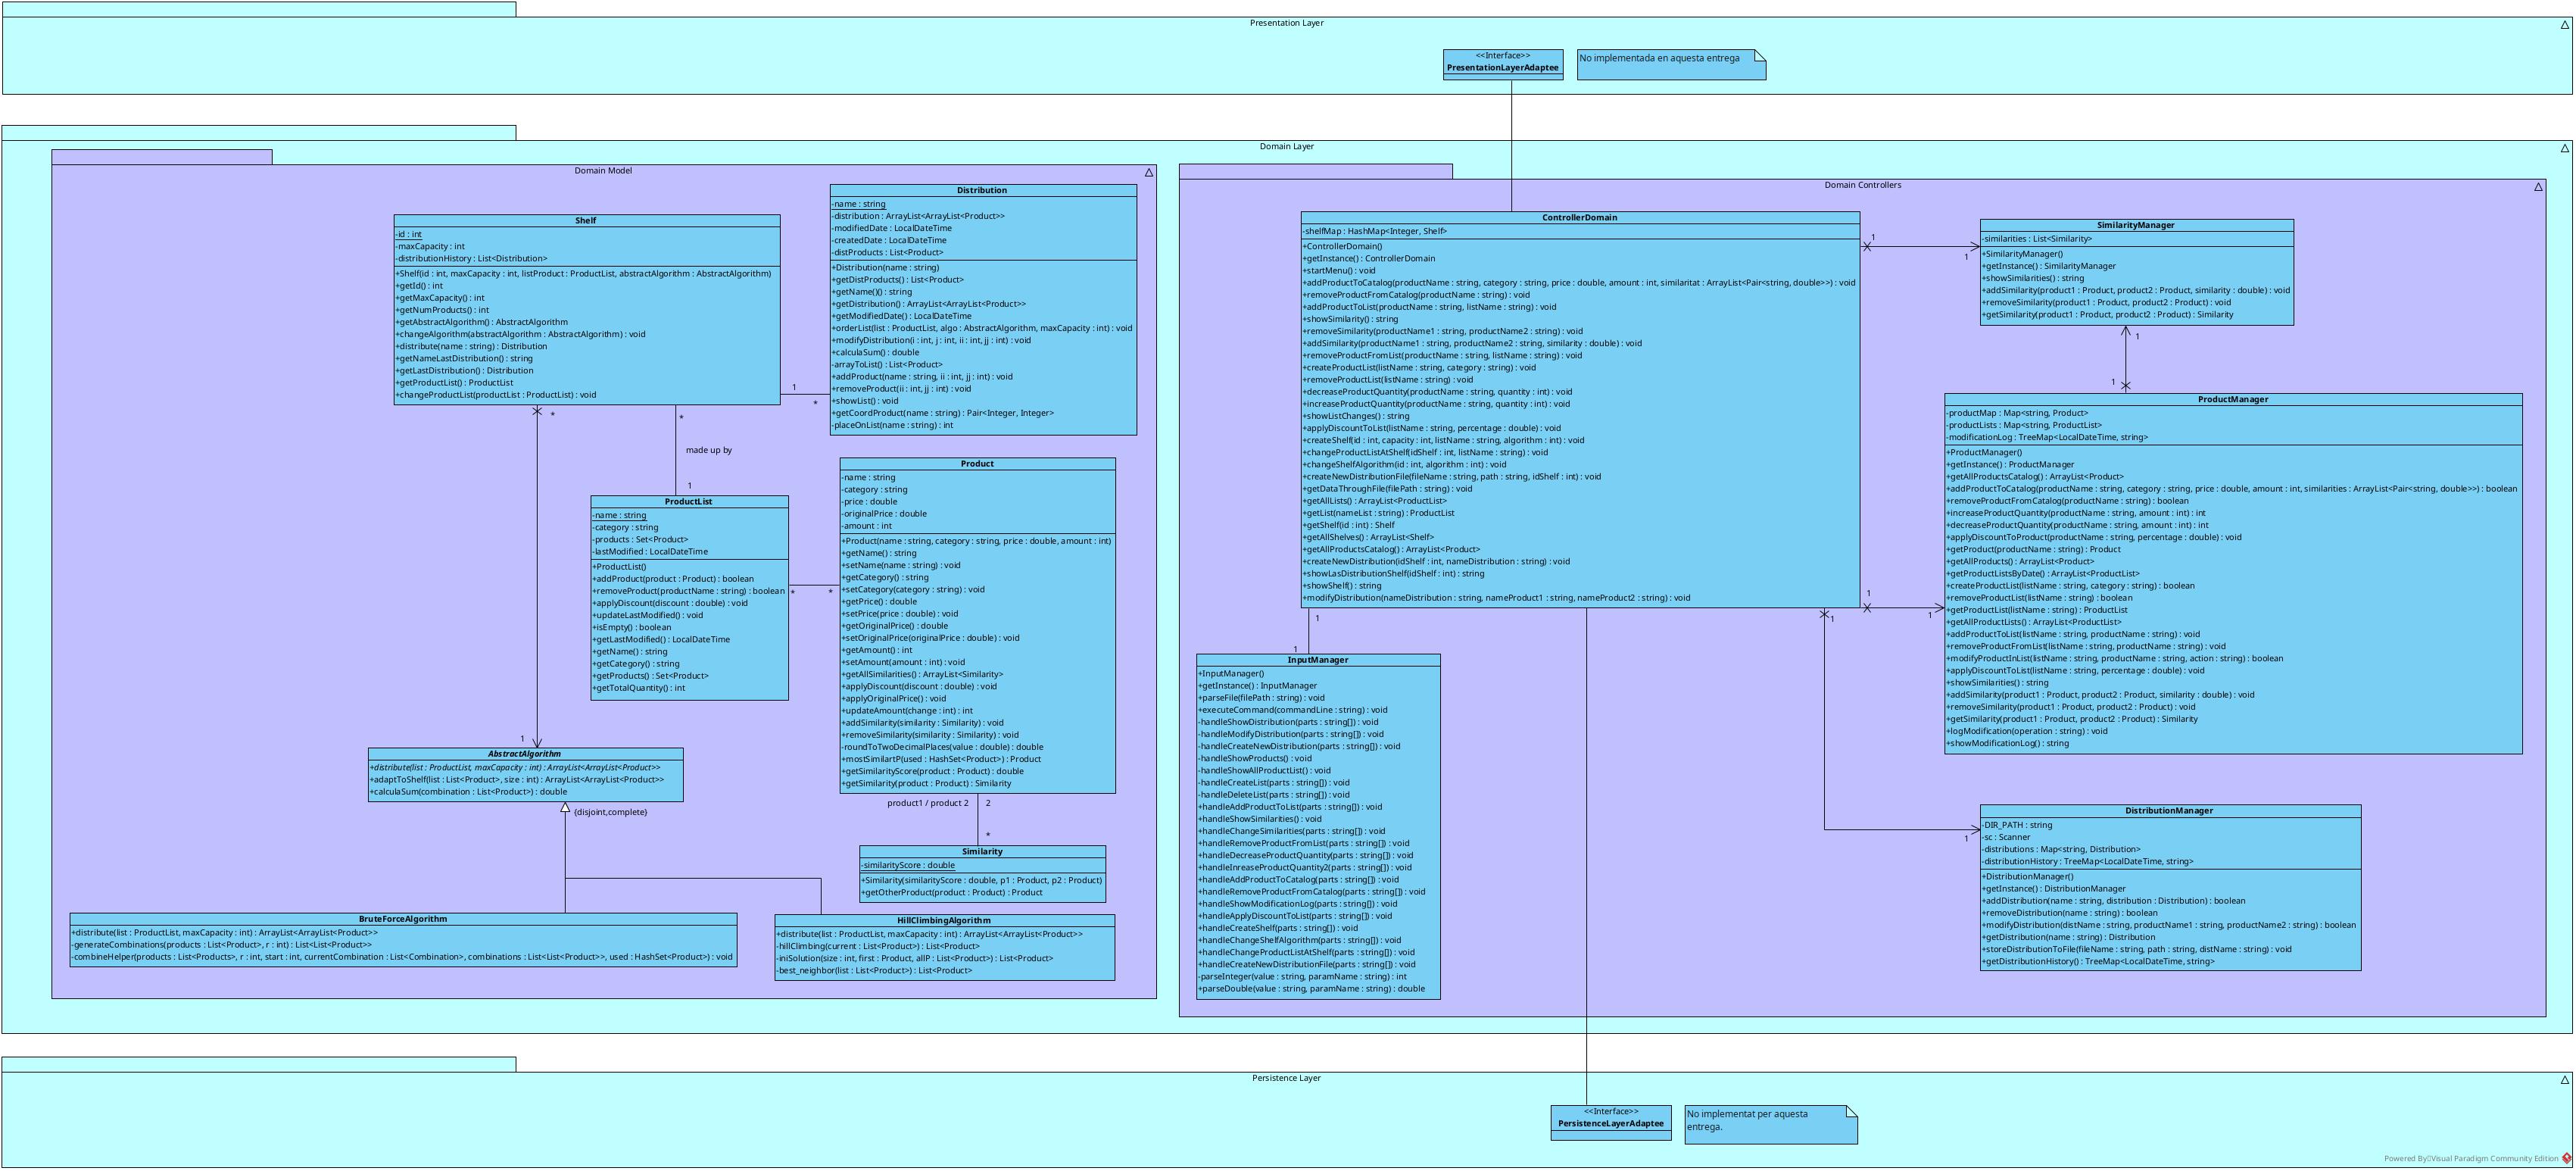 Presentation Layer
<<Interface>>
PresentationLayerAdaptee
No implementada en aquesta entrega
Domain Layer
Domain Model
Shelf
-id : int
-maxCapacity : int
-distributionHistory : List<Distribution>
+Shelf(id : int, maxCapacity : int, listProduct : ProductList, abstractAlgorithm : AbstractAlgorithm)
+getId() : int
+getMaxCapacity() : int
+getNumProducts() : int
+getAbstractAlgorithm() : AbstractAlgorithm
+changeAlgorithm(abstractAlgorithm : AbstractAlgorithm) : void
+distribute(name : string) : Distribution
+getNameLastDistribution() : string
+getLastDistribution() : Distribution
+getProductList() : ProductList
+changeProductList(productList : ProductList) : void
Distribution
-name : string
-distribution : ArrayList<ArrayList<Product>>
-modifiedDate : LocalDateTime
-createdDate : LocalDateTime
-distProducts : List<Product>
+Distribution(name : string)
+getDistProducts() : List<Product>
+getName()() : string
+getDistribution() : ArrayList<ArrayList<Product>>
+getModifiedDate() : LocalDateTime
+orderList(list : ProductList, algo : AbstractAlgorithm, maxCapacity : int) : void
+modifyDistribution(i : int, j : int, ii : int, jj : int) : void
+calculaSum() : double
-arrayToList() : List<Product>
+addProduct(name : string, ii : int, jj : int) : void
+removeProduct(ii : int, jj : int) : void
+showList() : void
+getCoordProduct(name : string) : Pair<Integer, Integer>
-placeOnList(name : string) : int
1
*
*
*
made up by
1
ProductList
-name : string
-category : string
-products : Set<Product>
-lastModified : LocalDateTime
+ProductList()
+addProduct(product : Product) : boolean
+removeProduct(productName : string) : boolean
+applyDiscount(discount : double) : void
+updateLastModified() : void
+isEmpty() : boolean
+getLastModified() : LocalDateTime
+getName() : string
+getCategory() : string
+getProducts() : Set<Product>
+getTotalQuantity() : int
*
*
Product
-name : string
-category : string
-price : double
-originalPrice : double
-amount : int
+Product(name : string, category : string, price : double, amount : int)
+getName() : string
+setName(name : string) : void
+getCategory() : string
+setCategory(category : string) : void
+getPrice() : double
+setPrice(price : double) : void
+getOriginalPrice() : double
+setOriginalPrice(originalPrice : double) : void
+getAmount() : int
+setAmount(amount : int) : void
+getAllSimilarities() : ArrayList<Similarity>
+applyDiscount(discount : double) : void
+applyOriginalPrice() : void
+updateAmount(change : int) : int
+addSimilarity(similarity : Similarity) : void
+removeSimilarity(similarity : Similarity) : void
-roundToTwoDecimalPlaces(value : double) : double
+mostSimilartP(used : HashSet<Product>) : Product
+getSimilarityScore(product : Product) : double
+getSimilarity(product : Product) : Similarity
1
AbstractAlgorithm
+distribute(list : ProductList, maxCapacity : int) : ArrayList<ArrayList<Product>>
+adaptToShelf(list : List<Product>, size : int) : ArrayList<ArrayList<Product>>
+calculaSum(combination : List<Product>) : double
{disjoint,complete}
product1 / product 2
2
*
Similarity
-similarityScore : double
+Similarity(similarityScore : double, p1 : Product, p2 : Product)
+getOtherProduct(product : Product) : Product
BruteForceAlgorithm
+distribute(list : ProductList, maxCapacity : int) : ArrayList<ArrayList<Product>>
-generateCombinations(products : List<Product>, r : int) : List<List<Product>>
-combineHelper(products : List<Products>, r : int, start : int, currentCombination : List<Combination>, combinations : List<List<Product>>, used : HashSet<Product>) : void
HillClimbingAlgorithm
+distribute(list : ProductList, maxCapacity : int) : ArrayList<ArrayList<Product>>
-hillClimbing(current : List<Product>) : List<Product>
-iniSolution(size : int, first : Product, allP : List<Product>) : List<Product>
-best_neighbor(list : List<Product>) : List<Product>
Domain Controllers
ControllerDomain
-shelfMap : HashMap<Integer, Shelf>
+ControllerDomain()
+getInstance() : ControllerDomain
+startMenu() : void
+addProductToCatalog(productName : string, category : string, price : double, amount : int, similaritat : ArrayList<Pair<string, double>>) : void
+removeProductFromCatalog(productName : string) : void
+addProductToList(productName : string, listName : string) : void
+showSimilarity() : string
+removeSimilarity(productName1 : string, productName2 : string) : void
+addSimilarity(productName1 : string, productName2 : string, similarity : double) : void
+removeProductFromList(productName : string, listName : string) : void
+createProductList(listName : string, category : string) : void
+removeProductList(listName : string) : void
+decreaseProductQuantity(productName : string, quantity : int) : void
+increaseProductQuantity(productName : string, quantity : int) : void
+showListChanges() : string
+applyDiscountToList(listName : string, percentage : double) : void
+createShelf(id : int, capacity : int, listName : string, algorithm : int) : void
+changeProductListAtShelf(idShelf : int, listName : string) : void
+changeShelfAlgorithm(id : int, algorithm : int) : void
+createNewDistributionFile(fileName : string, path : string, idShelf : int) : void
+getDataThroughFile(filePath : string) : void
+getAllLists() : ArrayList<ProductList>
+getList(nameList : string) : ProductList
+getShelf(id : int) : Shelf
+getAllShelves() : ArrayList<Shelf>
+getAllProductsCatalog() : ArrayList<Product>
+createNewDistribution(idShelf : int, nameDistribution : string) : void
+showLasDistributionShelf(idShelf : int) : string
+showShelf() : string
+modifyDistribution(nameDistribution : string, nameProduct1 : string, nameProduct2 : string) : void
1
1
SimilarityManager
-similarities : List<Similarity>
+SimilarityManager()
+getInstance() : SimilarityManager
+showSimilarities() : string
+addSimilarity(product1 : Product, product2 : Product, similarity : double) : void
+removeSimilarity(product1 : Product, product2 : Product) : void
+getSimilarity(product1 : Product, product2 : Product) : Similarity
1
1
ProductManager
-productMap : Map<string, Product>
-productLists : Map<string, ProductList>
-modificationLog : TreeMap<LocalDateTime, string>
+ProductManager()
+getInstance() : ProductManager
+getAllProductsCatalog() : ArrayList<Product>
+addProductToCatalog(productName : string, category : string, price : double, amount : int, similarities : ArrayList<Pair<string, double>>) : boolean
+removeProductFromCatalog(productName : string) : boolean
+increaseProductQuantity(productName : string, amount : int) : int
+decreaseProductQuantity(productName : string, amount : int) : int
+applyDiscountToProduct(productName : string, percentage : double) : void
+getProduct(productName : string) : Product
+getAllProducts() : ArrayList<Product>
+getProductListsByDate() : ArrayList<ProductList>
+createProductList(listName : string, category : string) : boolean
+removeProductList(listName : string) : boolean
+getProductList(listName : string) : ProductList
+getAllProductLists() : ArrayList<ProductList>
+addProductToList(listName : string, productName : string) : void
+removeProductFromList(listName : string, productName : string) : void
+modifyProductInList(listName : string, productName : string, action : string) : boolean
+applyDiscountToList(listName : string, percentage : double) : void
+showSimilarities() : string
+addSimilarity(product1 : Product, product2 : Product, similarity : double) : void
+removeSimilarity(product1 : Product, product2 : Product) : void
+getSimilarity(product1 : Product, product2 : Product) : Similarity
+logModification(operation : string) : void
+showModificationLog() : string
1
1
1
1
1
InputManager
+InputManager()
+getInstance() : InputManager
+parseFile(filePath : string) : void
+executeCommand(commandLine : string) : void
-handleShowDistribution(parts : string[]) : void
-handleModifyDistribution(parts : string[]) : void
-handleCreateNewDistribution(parts : string[]) : void
-handleShowProducts() : void
-handleShowAllProductList() : void
-handleCreateList(parts : string[]) : void
-handleDeleteList(parts : string[]) : void
+handleAddProductToList(parts : string[]) : void
+handleShowSimilarities() : void
+handleChangeSimilarities(parts : string[]) : void
+handleRemoveProductFromList(parts : string[]) : void
+handleDecreaseProductQuantity(parts : string[]) : void
+handleInreaseProductQuantity2(parts : string[]) : void
+handleAddProductToCatalog(parts : string[]) : void
+handleRemoveProductFromCatalog(parts : string[]) : void
+handleShowModificationLog(parts : string[]) : void
+handleApplyDiscountToList(parts : string[]) : void
+handleCreateShelf(parts : string[]) : void
+handleChangeShelfAlgorithm(parts : string[]) : void
+handleChangeProductListAtShelf(parts : string[]) : void
+handleCreateNewDistributionFile(parts : string[]) : void
-parseInteger(value : string, paramName : string) : int
+parseDouble(value : string, paramName : string) : double
1
DistributionManager
-DIR_PATH : string
-sc : Scanner
-distributions : Map<string, Distribution>
-distributionHistory : TreeMap<LocalDateTime, string>
+DistributionManager()
+getInstance() : DistributionManager
+addDistribution(name : string, distribution : Distribution) : boolean
+removeDistribution(name : string) : boolean
+modifyDistribution(distName : string, productName1 : string, productName2 : string) : boolean
+getDistribution(name : string) : Distribution
+storeDistributionToFile(fileName : string, path : string, distName : string) : void
+getDistributionHistory() : TreeMap<LocalDateTime, string>
Persistence Layer
<<Interface>>
PersistenceLayerAdaptee
No implementat per aquesta
entrega.
Powered By Visual Paradigm Community Edition